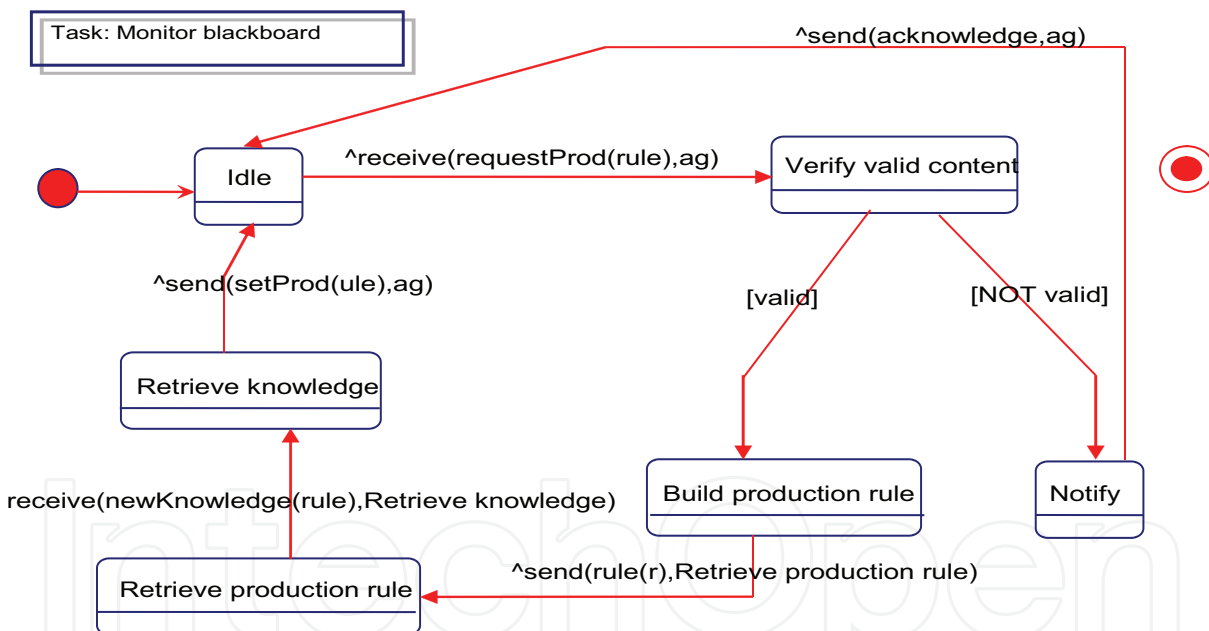 Task: Monitor blackboard
^send(acknowledge,ag)
^receive(requestProd(rule),ag)
Idle
Verify valid content
^send(setProd(ule),ag)
[valid]
[NOT valid]
Retrieve knowledge
receive(newKnowledge(rule),Retrieve knowledge)
Build production rule
Notify
^send(rule(r),Retrieve production rule)
Retrieve production rule
IntechOpen